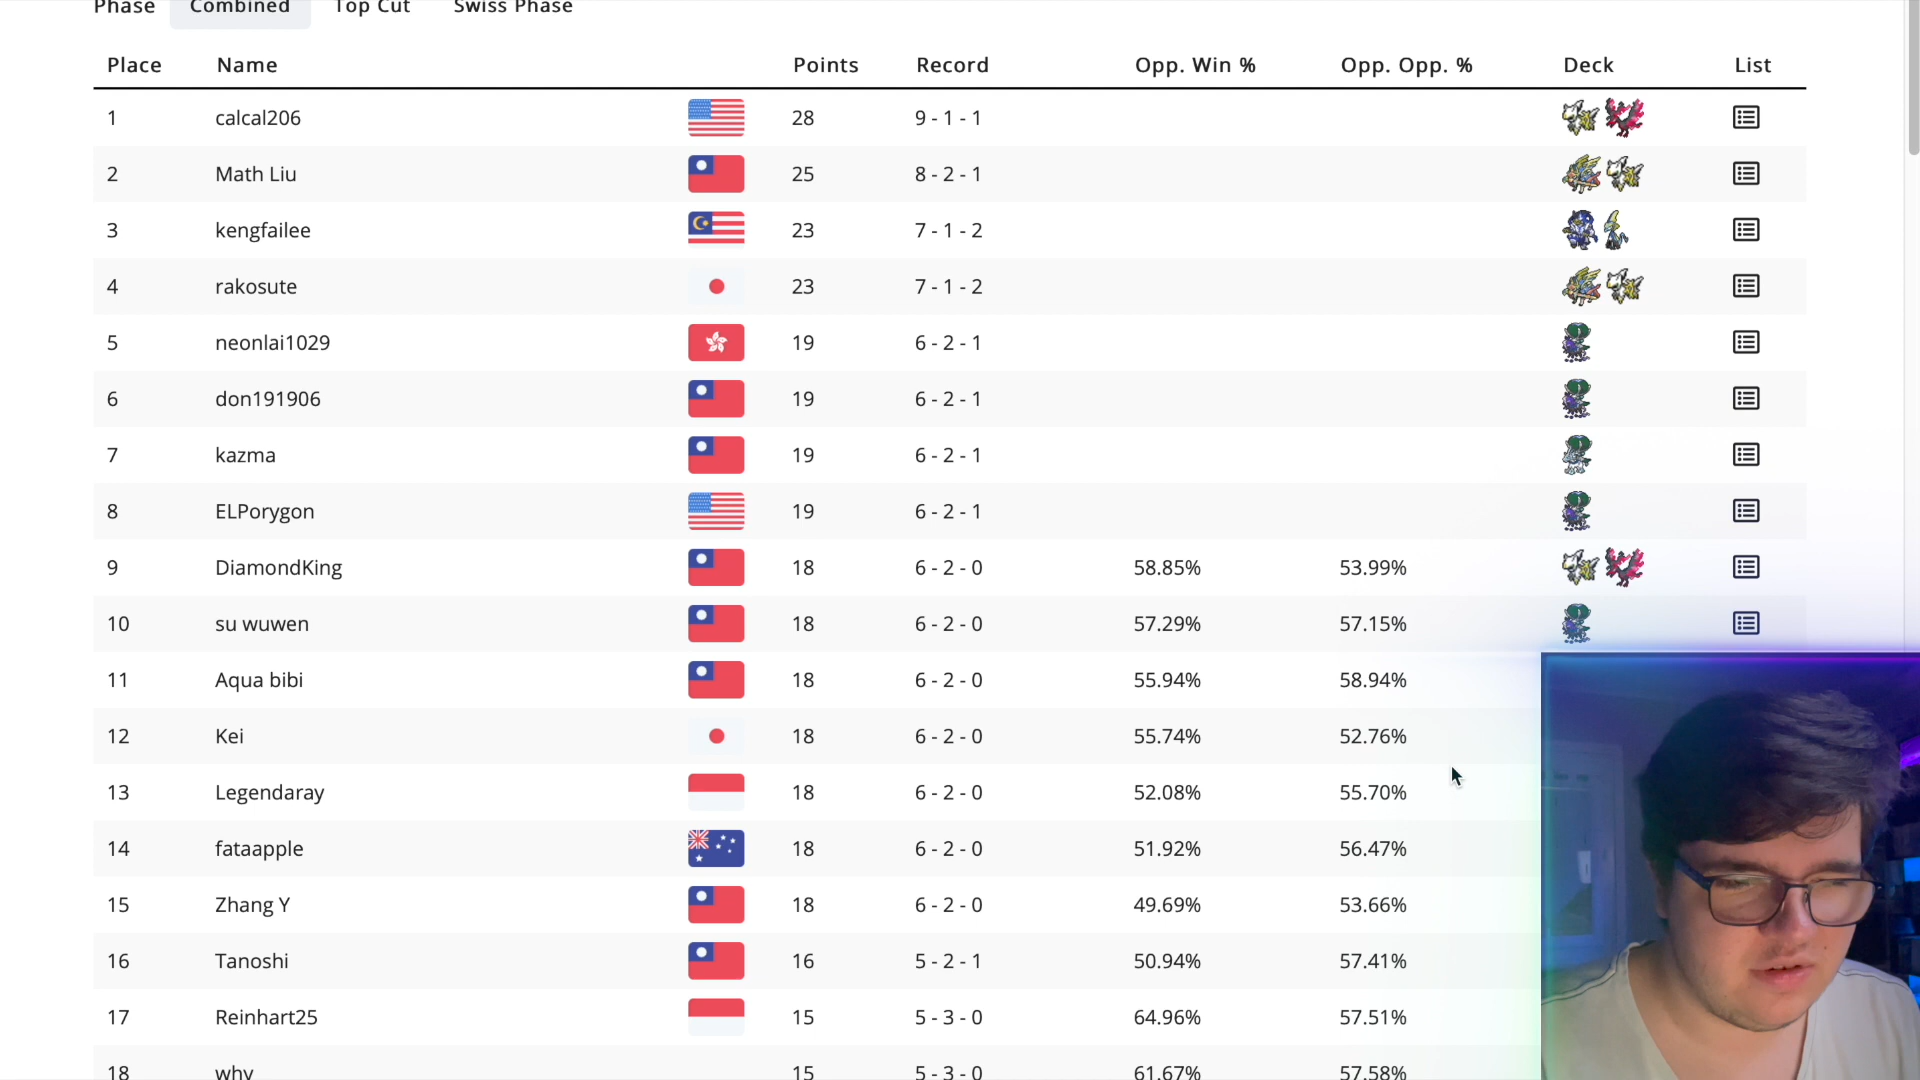 Phase Combined Top Cut Swiss Phase
Place Name Points Record Opp. Win % Opp. Opp. % Deck List
1 calcal206 28 9 - 1 - 1
2 Math Liu 25 8 - 2 - 1
3 kengfailee 23 7 - 1 - 2
4 rakosute 23 7 - 1 - 2
5 neonlai1029 19 6 - 2 - 1
6 don191906 19 6 - 2 - 1
7 kazma 19 6 - 2 - 1
8 ELPorygon 19 6 - 2 - 1
9 DiamondKing 18 6 - 2 - 0 58.85% 53.99%
10 su wuwen 18 6 - 2 - 0 57.29% 57.15%
11 Aqua bibi 18 6 - 2 - 0 55.94% 58.94%
12 Kei 18 6 - 2 - 0 55.74% 52.76%
13 Legendaray 18 6 - 2 - 0 52.08% 55.70%
14 fataapple 18 6 - 2 - 0 51.92% 56.47%
15 Zhang Y 18 6 - 2 - 0 49.69% 53.66%
16 Tanoshi 16 5 - 2 - 1 50.94% 57.41%
17 Reinhart25 15 5 - 3 - 0 64.96% 57.51%
18 why 15 5 - 3 - 0 61.67% 57.58%